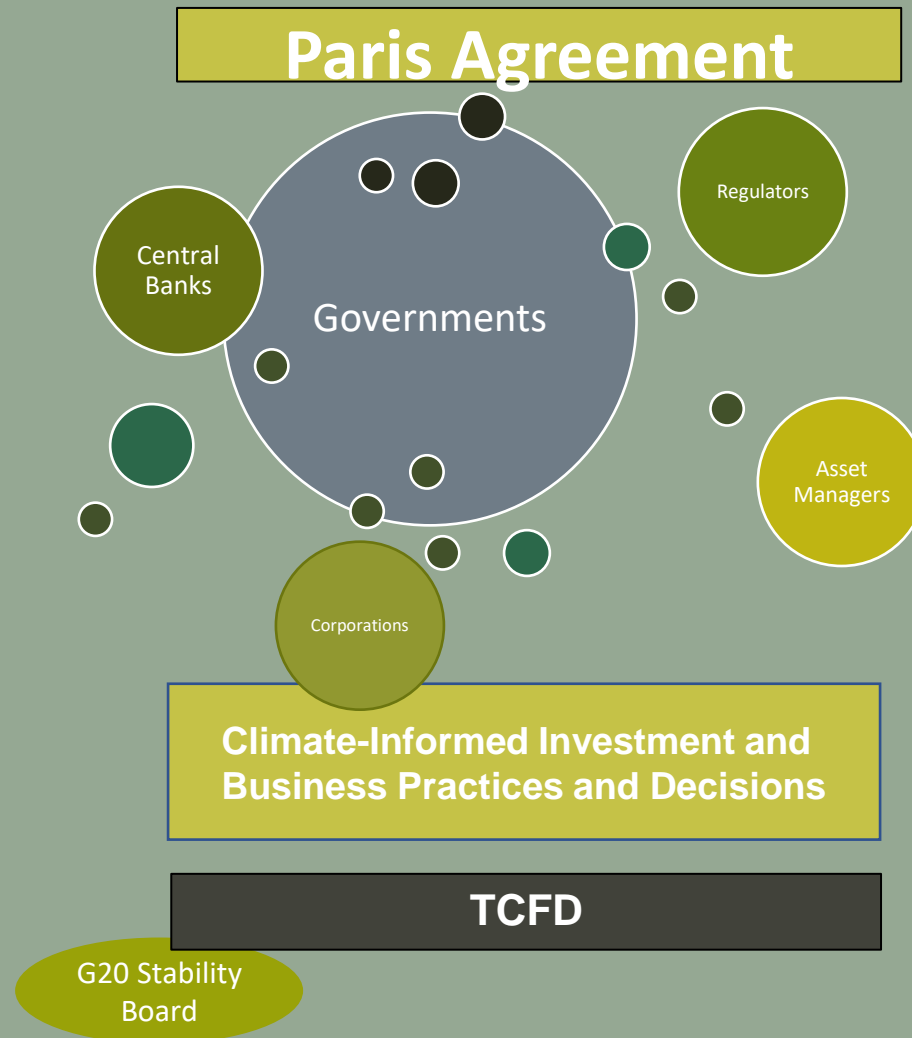 Paris Agreement
Regulators
Central
Banks
Governments
Asset
Managers
Corporations
Climate-Informed Investment and
Business Practices and Decisions
TCFD
G20 Stability
Board